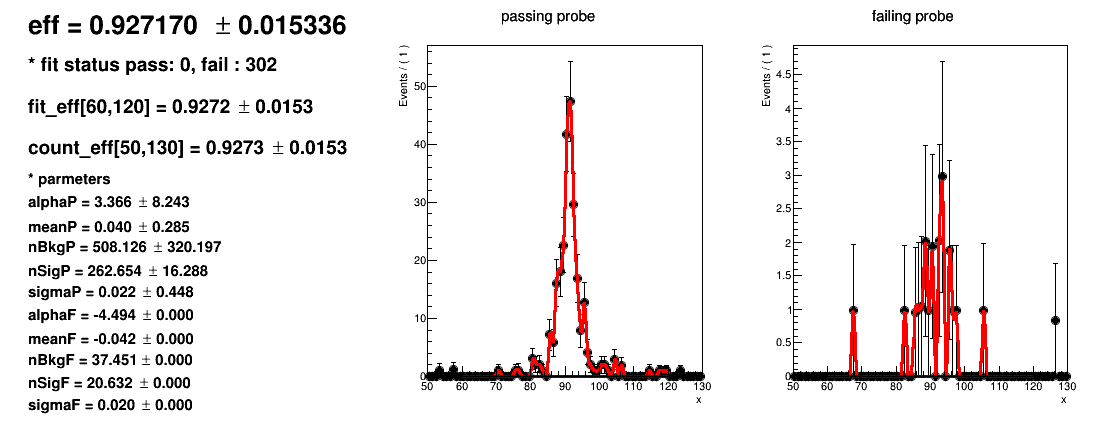 eff = 0.927170 ± 0.015336
* fit status pass: 0, fail : 302
fit_eff[60,120] = 0.9272 ± 0.0153
count_eff[50,130] = 0.9273 ± 0.0153
* parmeters
alphaP = 3.366 ± 8.243
meanP = 0.040 ± 0.285
nBkgP = 508.126 ± 320.197
nSigP = 262.654 ± 16.288
sigmaP = 0.022 ± 0.448
alphaF = -4.494 ± 0.000
meanF = -0.042 ± 0.000
nBkgF = 37.451 ± 0.000
nSigF = 20.632 ± 0.000
sigmaF = 0.020 ± 0.000
passing probe
Events / ( 1 )
50
40
30
20
10
0
50 60 70 80 90 100 110 120 130
x
failing probe
Events / ( 1 )
4.5
4
3.5
3
2.5
2
1.5
1
0.5
0
50 60 70 80 90 100 110 120 130
x